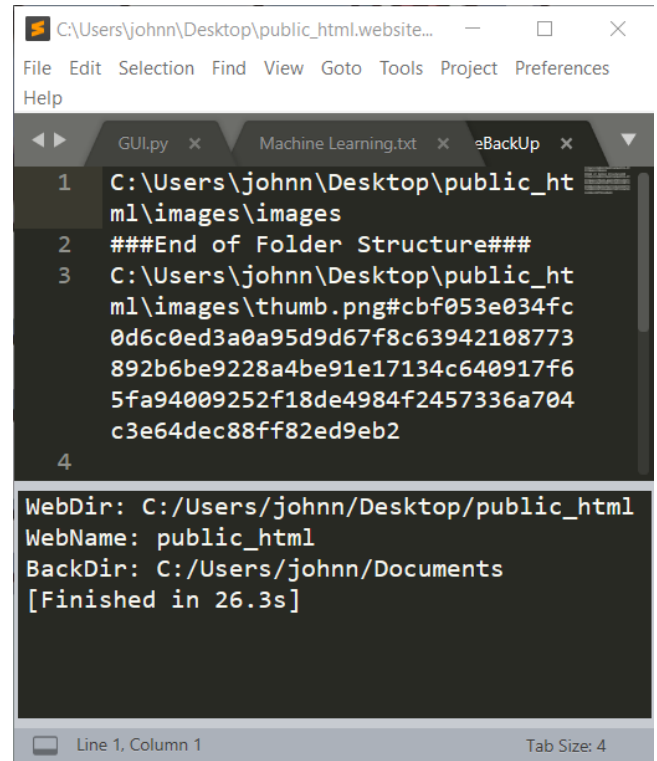 C:\Users\johnn\Desktop\public_html.website...
File Edit Selection Find View Goto Tools Project Preferences
Help
GUI.py × Machine Learning.txt × eBackUp ×
1 C:\Users\johnn\Desktop\public_ht
ml\images\images
2 ###End of Folder Structure###
3 C:\Users\johnn\Desktop\public_ht
ml\images\thumb.png#cbf053e034fc
0d6c0ed3a0a95d9d67f8c63942108773
892b6be9228a4be91e17134c640917f6
5fa94009252f18de4984f2457336a704
c3e64dec88ff82ed9eb2
4
WebDir: C:/Users/johnn/Desktop/public_html
WebName: public_html
BackDir: C:/Users/johnn/Documents
[Finished in 26.3s]
Line 1, Column 1 Tab Size: 4